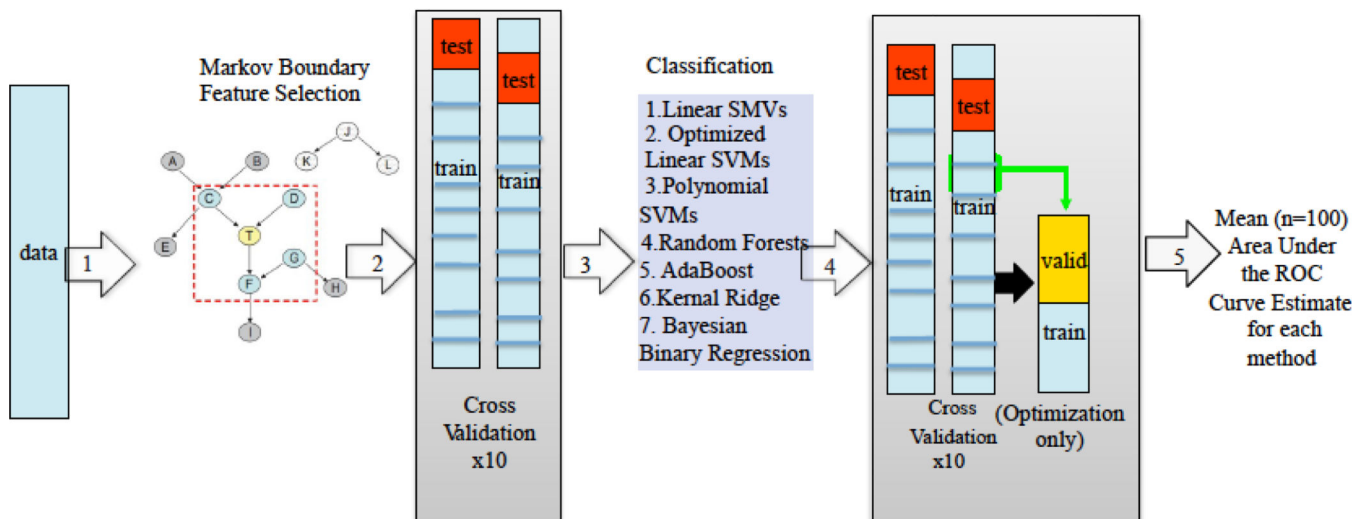 data
1
Markov Boundary
Feature Selection
A
B
J
K
L
C
D
T
E
G
F
H
I
2
test
test
train
train
Cross
Validation
x10
3
Classification
1.Linear SMVs
2. Optimized
Linear SVMs
3.Polynomial
SVMs
4.Random Forests
5. AdaBoost
6.Kernal Ridge
7. Bayesian
Binary Regression
4
test
test
train
train
valid
train
Cross
Validation
x10
(Optimization
only)
5
Mean (n=100)
Area Under
the ROC
Curve Estimate
for each
method